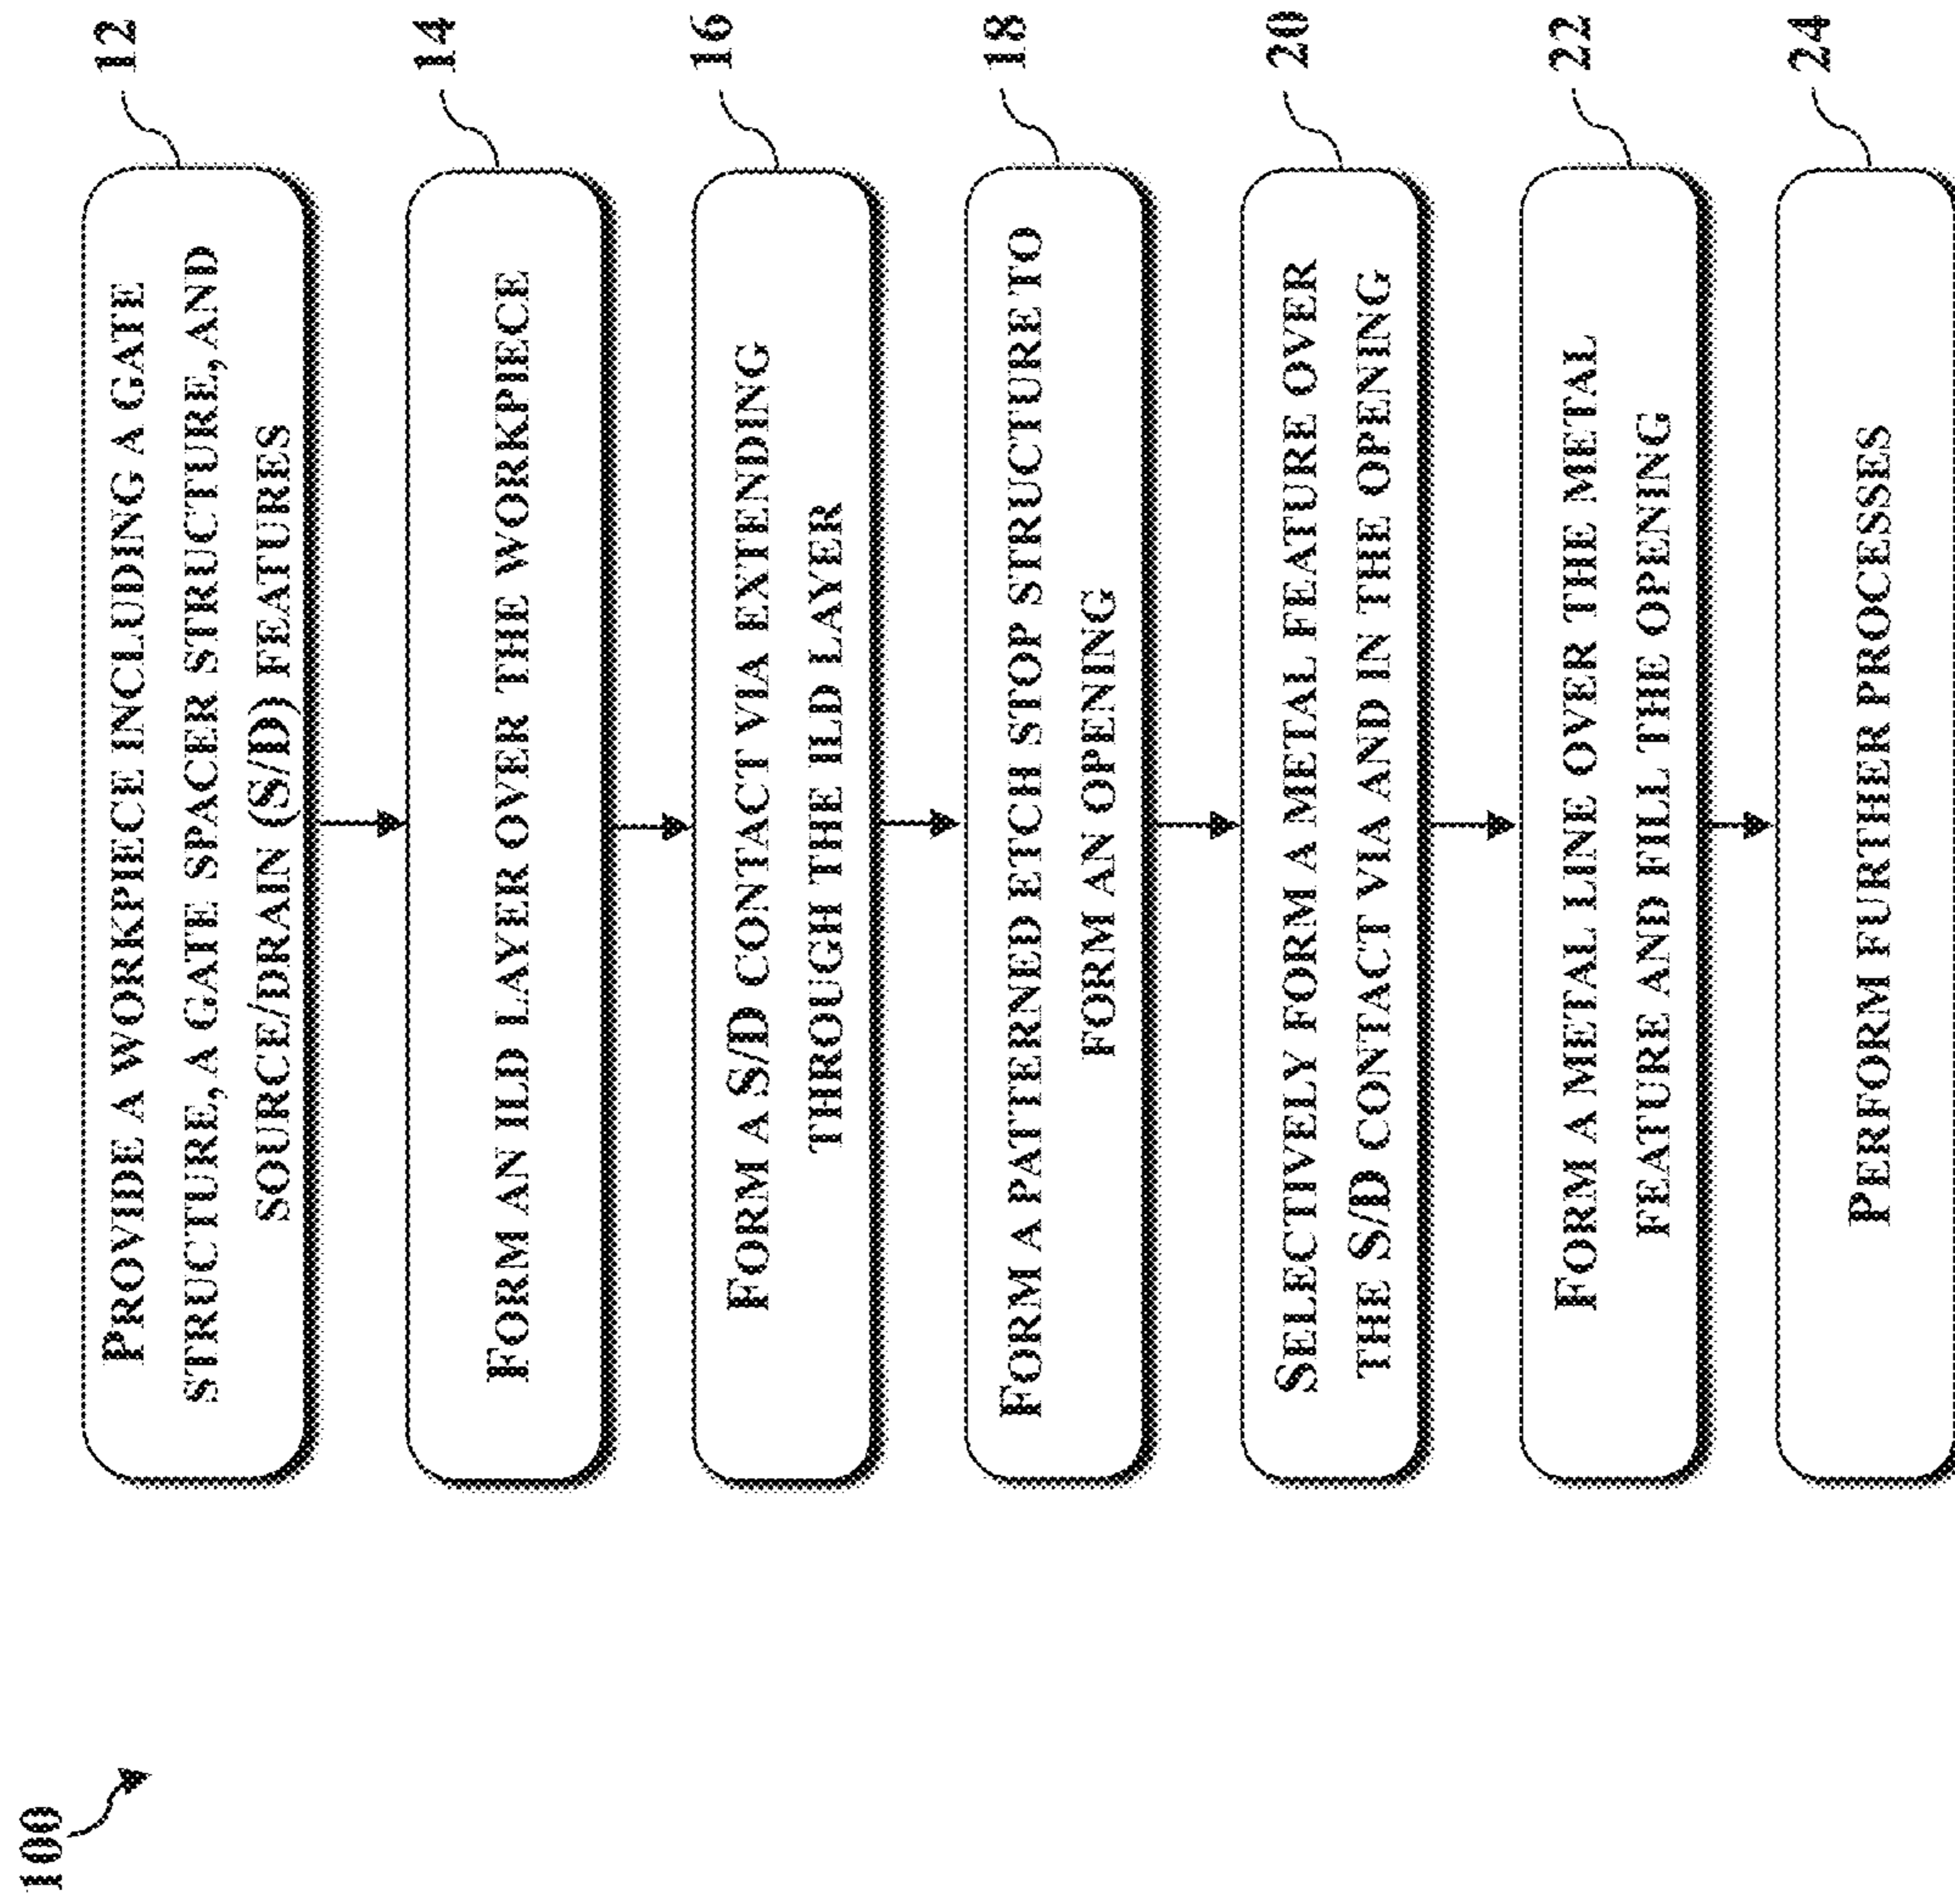 100
PROVIDE A WORKPIECE INCLUDING A GATE
STRUCTURE, A GATE SPACER STRUCTURE, AND
SOURCE/DRAIN (S/D) FEATURES
12
FORM AN ILD LAYER OVER THE WORKPIECE
14
FORM A S/D CONTACT VIA EXTENDING
THROUGH THE ILD LAYER
16
FORM A PATTERNED ETCH STOP STRUCTURE TO
FORM AN OPENING
18
SELECTIVELY FORM A METAL FEATURE OVER
THE S/D CONTACT VIA AND IN THE OPENING
20
FORM A METAL LINE OVER THE METAL
FEATURE AND FILL THE OPENING
22
PERFORM FURTHER PROCESSES
24